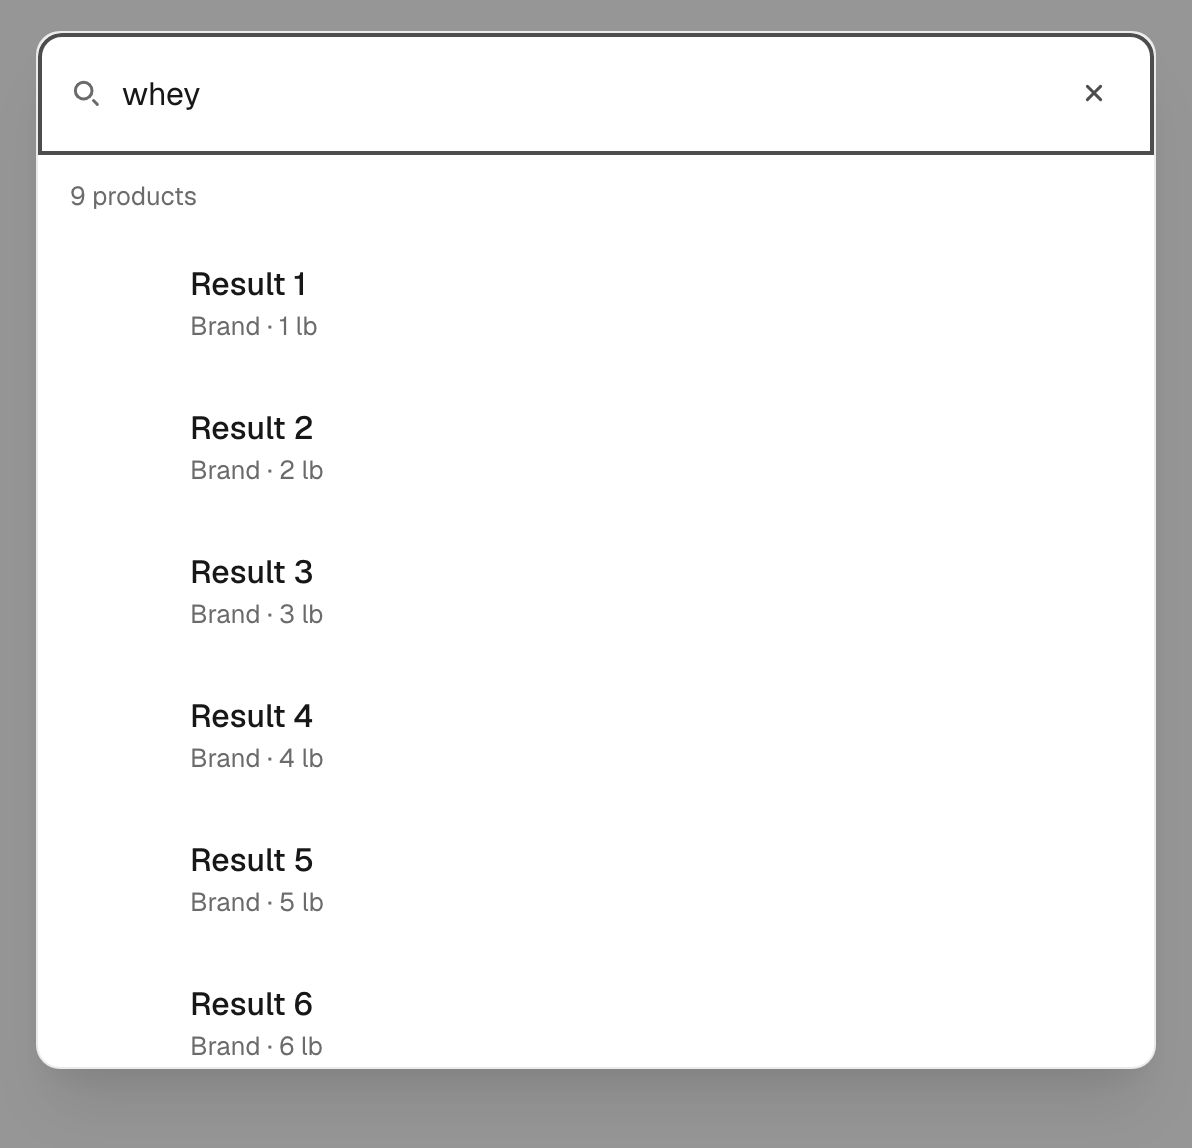 whey
9 products
Result 1
Brand · 1 lb
Result 2
Brand · 2 lb
Result 3
Brand · 3 lb
Result 4
Brand · 4 lb
Result 5
Brand · 5 lb
Result 6
Brand · 6 lb